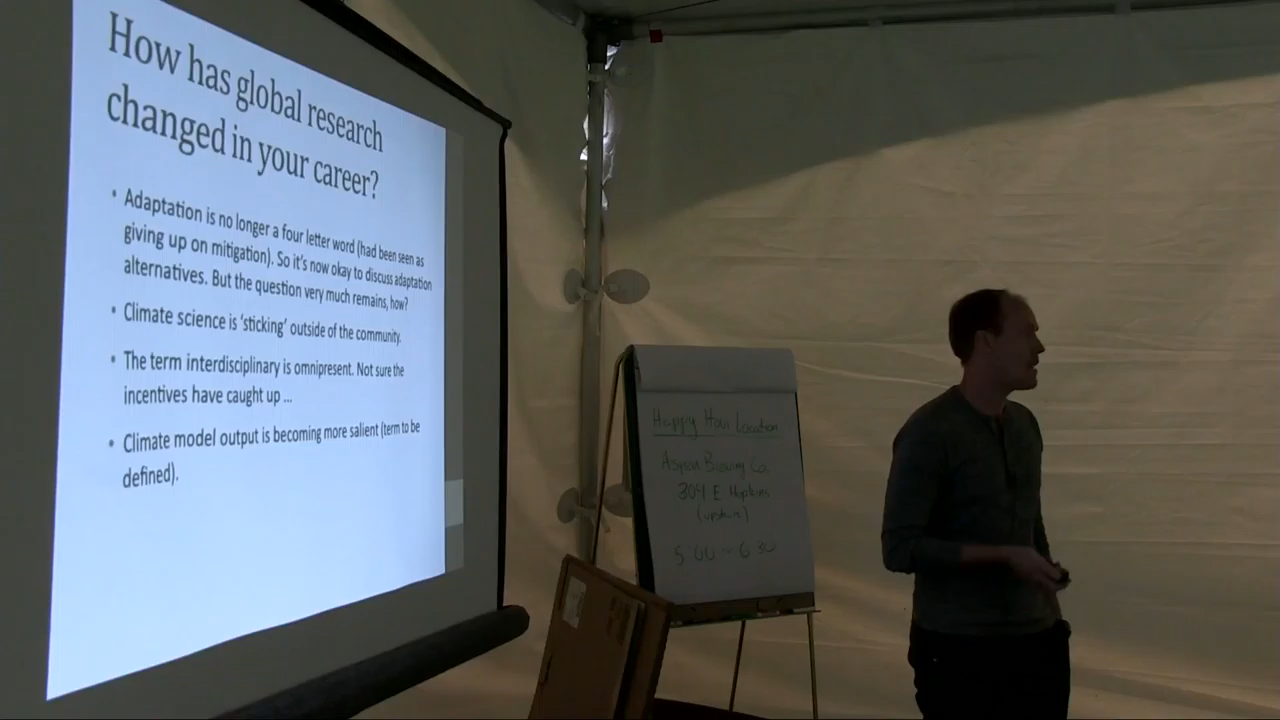 How has global research
changed in your career?
• Adaptation is no longer a four letter word (had been seen as
giving up on mitigation). So it's now okay to discuss adaptation
alternatives. But the question very much remains, how?
• Climate science is 'sticking' outside of the community.
• The term interdisciplinary is omnipresent. Not sure the
incentives have caught up ...
• Climate model output is becoming more salient (term to be
defined).
Happy Hour Location
Aspen Brewing Co.
304 E Hopkins
(upstairs)
5:00 - 6:30